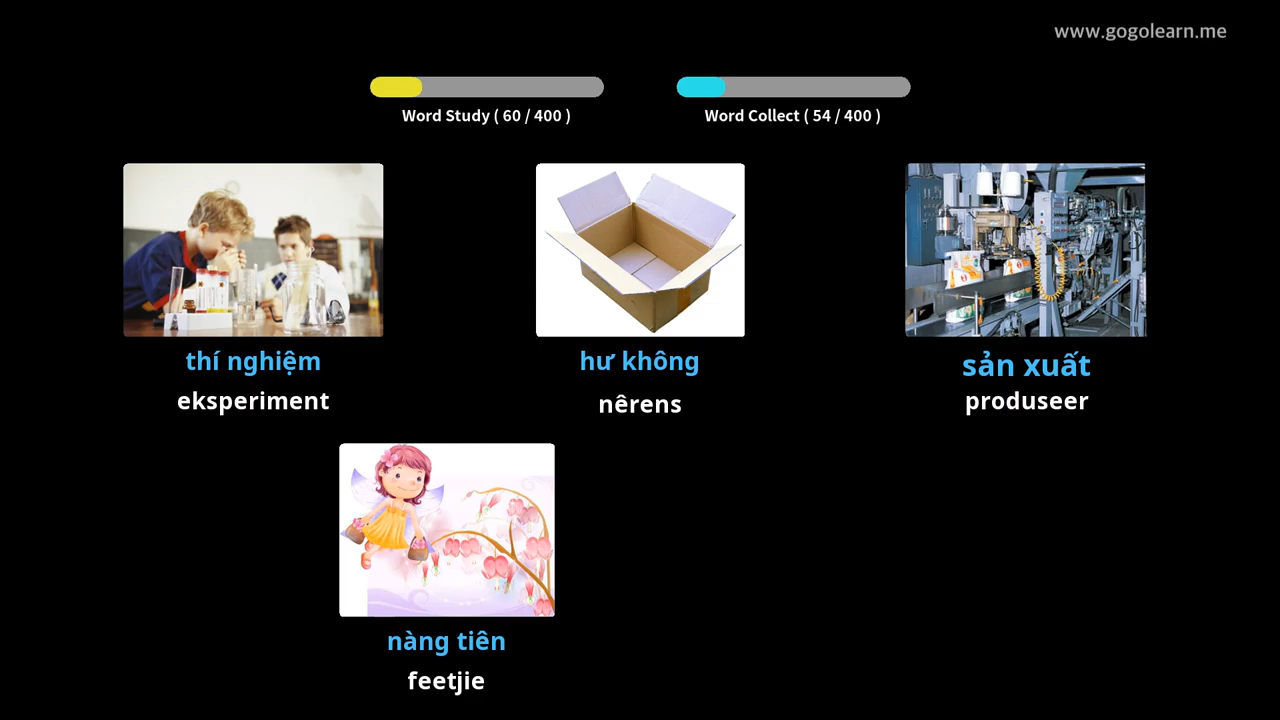 www.gogolearn.me
Word Study ( 60 / 400 )
Word Collect ( 54 / 400 )
thí nghiệm
eksperiment
hư không
nêrens
sản xuất
produseer
nàng tiên
feetjie